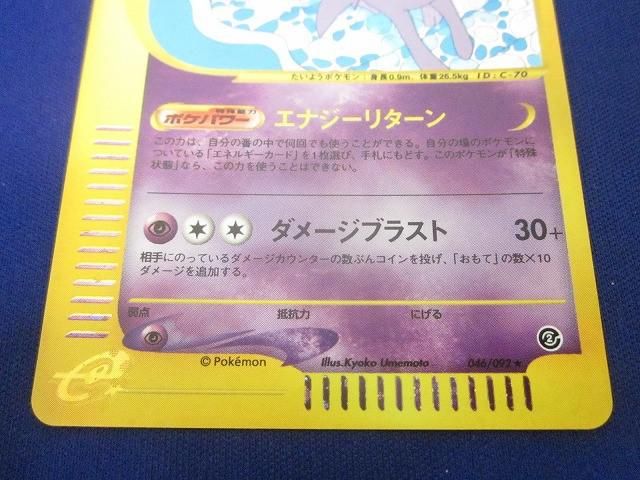 たいようポケモン 身長0.9m、体重26.5kg ID:C-70
特殊能力
ポケパワー エナジーリターン
この力は、自分の番の中で何回でも使うことができる。自分の場のポケモンに
ついている「エネルギーカード」を1枚選び、手札にもどす。このポケモンが「特殊
状態」なら、この力を使うことはできない。
ダメージブラスト 30+
相手にのっているダメージカウンターの数ぶんコインを投げ、「おもて」の数×10
ダメージを追加する。
弱点 抵抗力 にげる
2
© Pokémon Illus.Kyoko Umemoto 046/092★
e